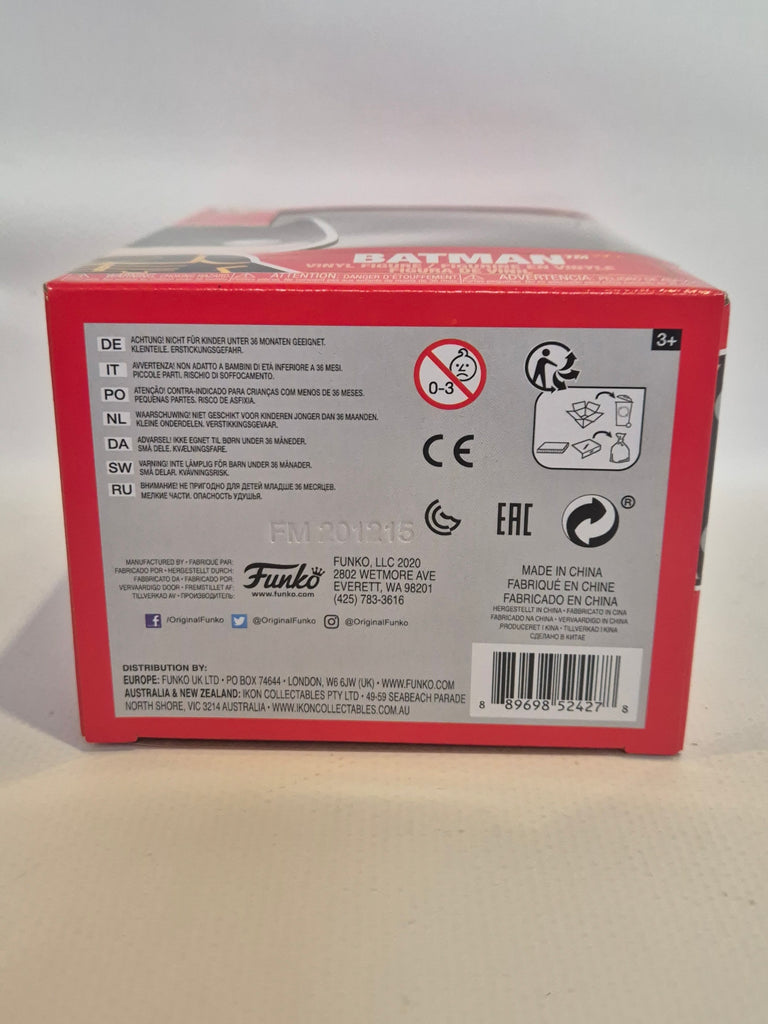 BATMAN™
VINYL FIGURE / FIGURINE EN VINYLE
FIGURA DE VINIL
WARNING: CHOKING HAZARD ATTENTION: DANGER D'ÉTOUFFEMENT ADVERTENCIA: PELIGRO DE
3+
DE ACHTUNG! NICHT FÜR KINDER UNTER 36 MONATEN GEEIGNET.
KLEINTEILE. ERSTICKUNGSGEFAHR.
IT AVVERTENZA! NON ADATTO A BAMBINI DI ETÀ INFERIORE A 36 MESI.
PICCOLE PARTI. RISCHIO DI SOFFOCAMENTO.
PO ATENÇÃO! CONTRA-INDICADO PARA CRIANÇAS COM MENOS DE 36 MESES.
PEQUENAS PARTES. RISCO DE ASFIXIA.
NL WAARSCHUWING! NIET GESCHIKT VOOR KINDEREN JONGER DAN 36 MAANDEN.
KLEINE ONDERDELEN. VERSTIKKINGSGEVAAR.
DA ADVARSEL! IKKE EGNET TIL BØRN UNDER 36 MÅNEDER.
SMÅ DELE. KVÆLNINGSFARE.
SW VARNING! INTE LÄMPLIG FÖR BARN UNDER 36 MÅNADER.
SMÅ DELAR. KVÄVNINGSRISK.
RU ВНИМАНИЕ! НЕ ПРИГОДНО ДЛЯ ДЕТЕЙ МЛАДШЕ 36 МЕСЯЦЕВ.
МЕЛКИЕ ЧАСТИ. ОПАСНОСТЬ УДУШЬЯ.
0-3
CE
EAC
®
FM 201215
MANUFACTURED BY • FABRIQUÉ PAR:
FABRICADO POR • HERGESTELLT DURCH:
FABBRICATO DA • FABRICADO POR:
VERVAARDIGD DOOR • FREMSTILLET AF:
TILLVERKAD AV • ПРОИЗВОДИТЕЛЬ:
Funko
www.funko.com
FUNKO, LLC 2020
2802 WETMORE AVE
EVERETT, WA 98201
(425) 783-3616
/OriginalFunko @OriginalFunko @OriginalFunko
MADE IN CHINA
FABRIQUÉ EN CHINE
FABRICADO EN CHINA
HERGESTELLT IN CHINA • FABBRICATO IN CINA
FABRICADO NA CHINA • VERVAARDIGD IN CHINA
PRODUCERET I KINA • TILLVERKAD I KINA
СДЕЛАНО В КИТАЕ
DISTRIBUTION BY:
EUROPE: FUNKO UK LTD • PO BOX 74644 • LONDON, W6 6JW (UK) • WWW.FUNKO.COM
AUSTRALIA & NEW ZEALAND: IKON COLLECTABLES PTY LTD • 49-59 SEABEACH PARADE
NORTH SHORE, VIC 3214 AUSTRALIA • WWW.IKONCOLLECTABLES.COM.AU
8 89698 52427 8